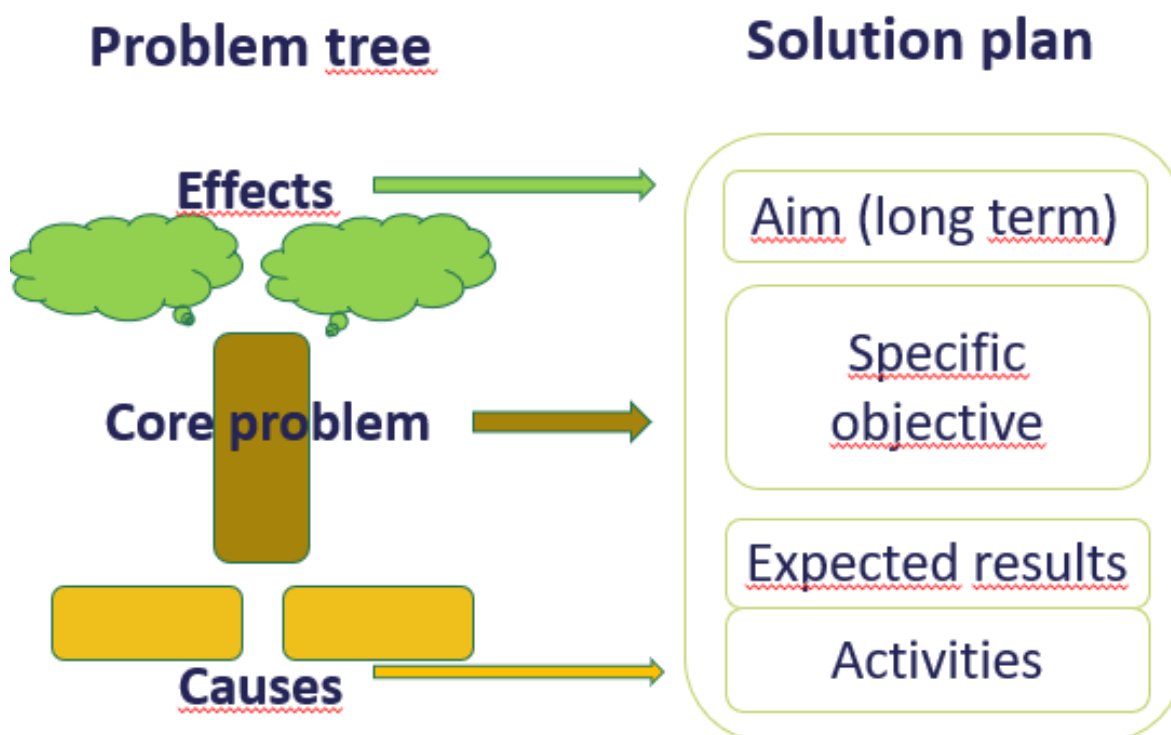 Problem tree
Solution plan
Effects
Aim (long term)
Specific
objective
Core problem
Expected results
Activities
Causes